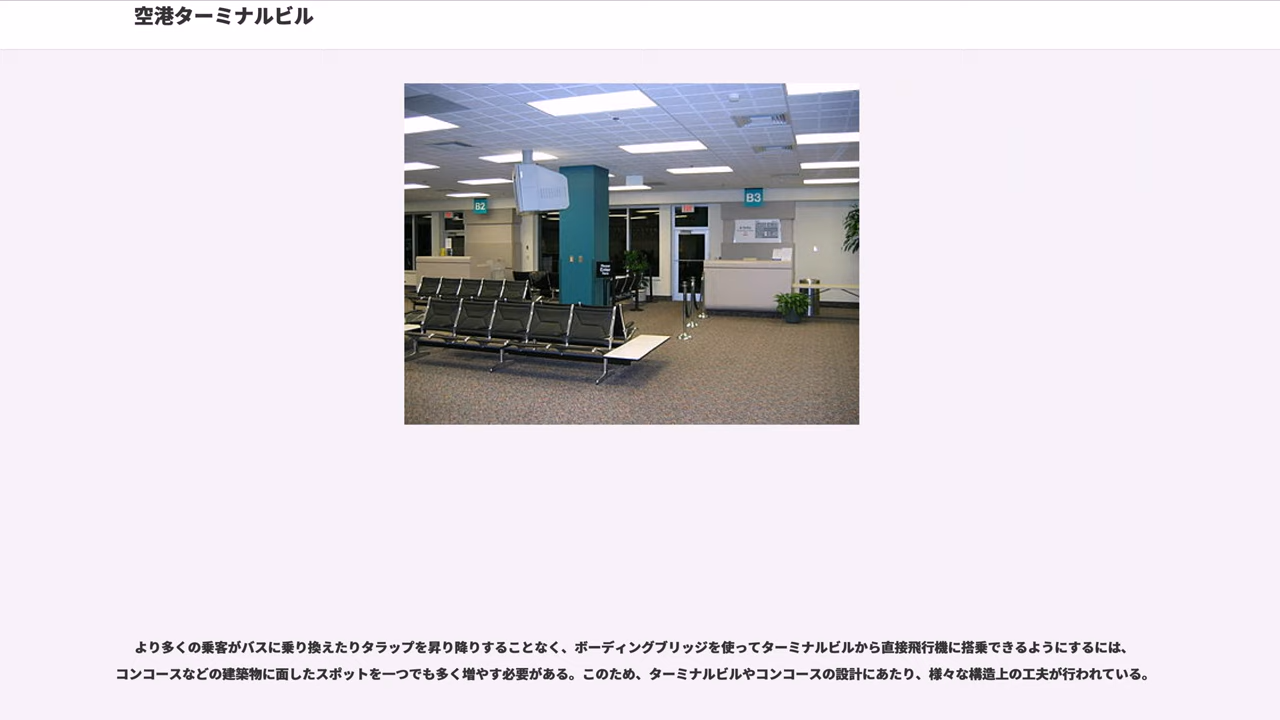 空港ターミナルビル
B2
B3
より多くの乗客がバスに乗り換えたりタラップを昇り降りすることなく、ボーディングブリッジを使ってターミナルビルから直接飛行機に搭乗できるようにするには、
コンコースなどの建築物に面したスポットを一つでも多く増やす必要がある。このため、ターミナルビルやコンコースの設計にあたり、様々な構造上の工夫が行われている。